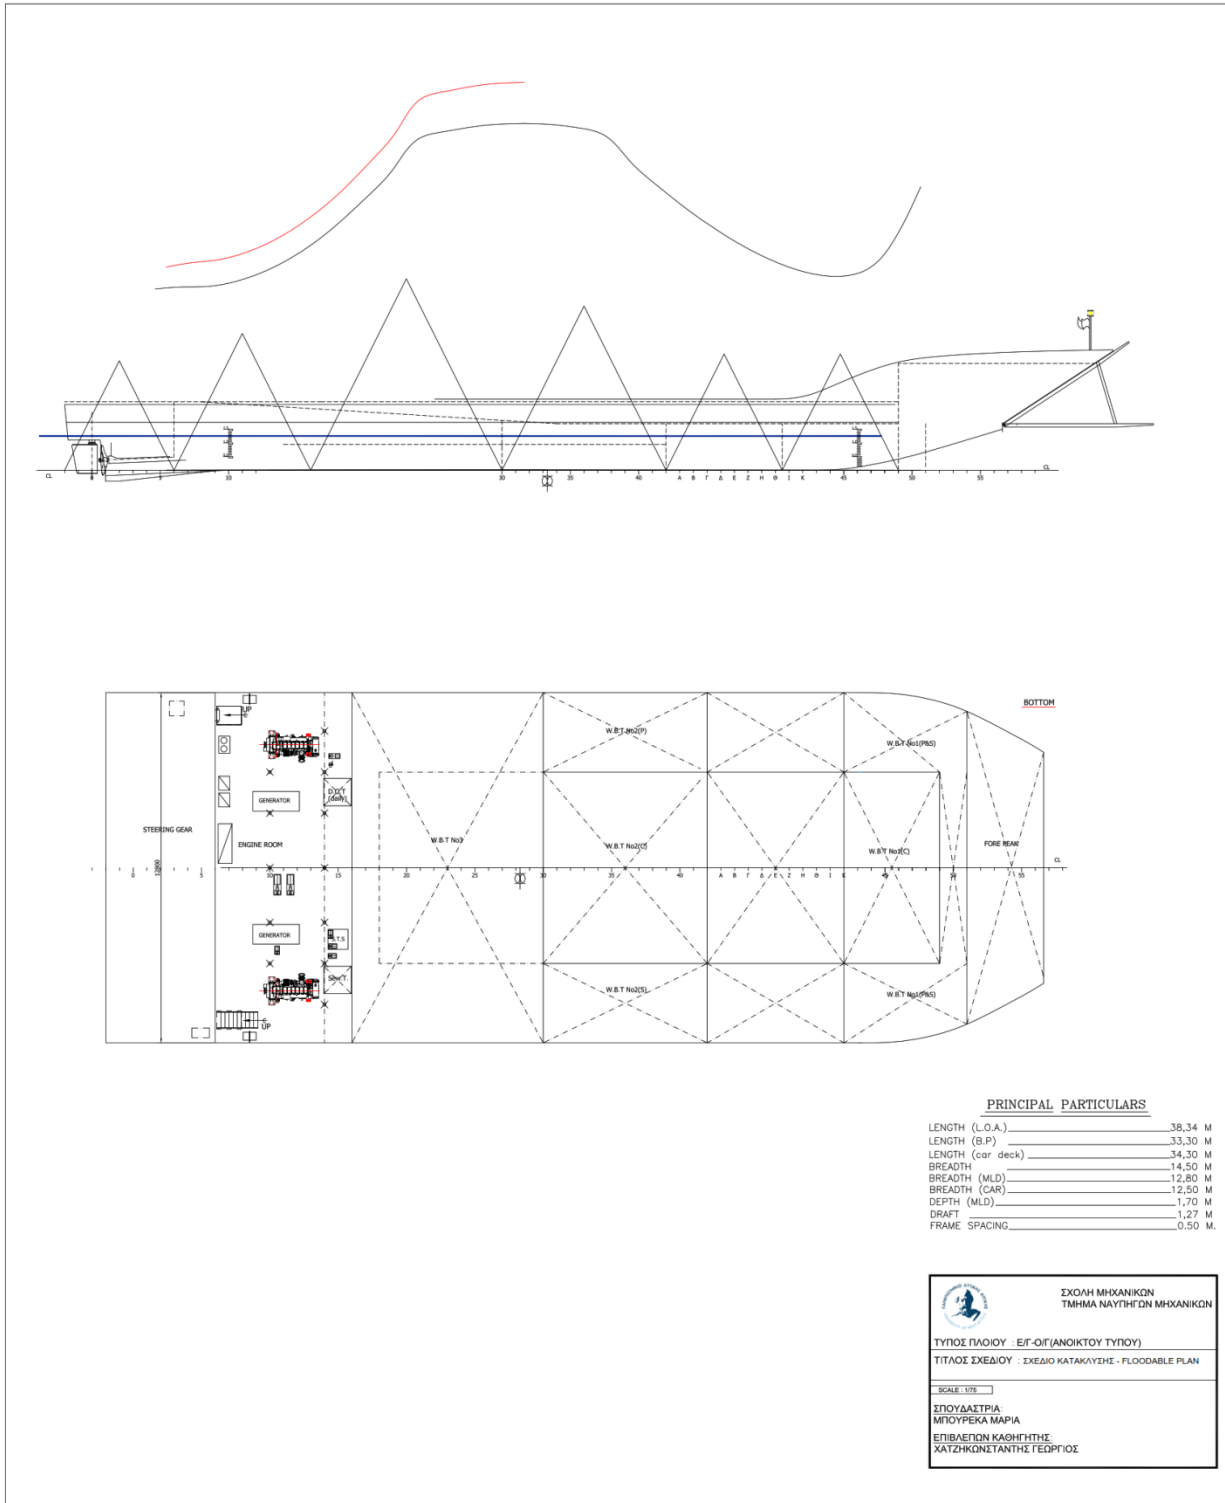 CL
0 5 10 30 35 40 Α Β Γ Δ Ε Ζ Η Θ Ι Κ 45 50 55
CL
BOTTOM
UP
W.B.T No2(P)
W.B.T No1(P&S)
GENERATOR
D.O.T
(daily)
STEERING GEAR
ENGINE ROOM
W.B.T No3
W.B.T No2(C)
W.B.T No1(C)
FORE PEAK
12800
CL
0 5 10 15 20 25 30 35 40 Α Β Γ Δ Ε Ζ Η Θ Ι Κ 45 50 55
GENERATOR
S.T.S
Sew.T.
W.B.T No2(S)
W.B.T No1(P&S)
UP
PRINCIPAL PARTICULARS
LENGTH (L.O.A.) 38,34 M
LENGTH (B.P) 33,30 M
LENGTH (car deck) 34,30 M
BREADTH 14,50 M
BREADTH (MLD) 12,80 M
BREADTH (CAR) 12,50 M
DEPTH (MLD) 1,70 M
DRAFT 1,27 M
FRAME SPACING 0.50 M.
ΣΧΟΛΗ ΜΗΧΑΝΙΚΩΝ
ΤΜΗΜΑ ΝΑΥΠΗΓΩΝ ΜΗΧΑΝΙΚΩΝ
ΤΥΠΟΣ ΠΛΟΙΟΥ : Ε/Γ-Ο/Γ(ΑΝΟΙΚΤΟΥ ΤΥΠΟΥ)
ΤΙΤΛΟΣ ΣΧΕΔΙΟΥ : ΣΧΕΔΙΟ ΚΑΤΑΚΛΥΣΗΣ - FLOODABLE PLAN
SCALE : 1/75
ΣΠΟΥΔΑΣΤΡΙΑ:
ΜΠΟΥΡΕΚΑ ΜΑΡΙΑ
ΕΠΙΒΛΕΠΩΝ ΚΑΘΗΓΗΤΗΣ:
ΧΑΤΖΗΚΩΝΣΤΑΝΤΗΣ ΓΕΩΡΓΙΟΣ